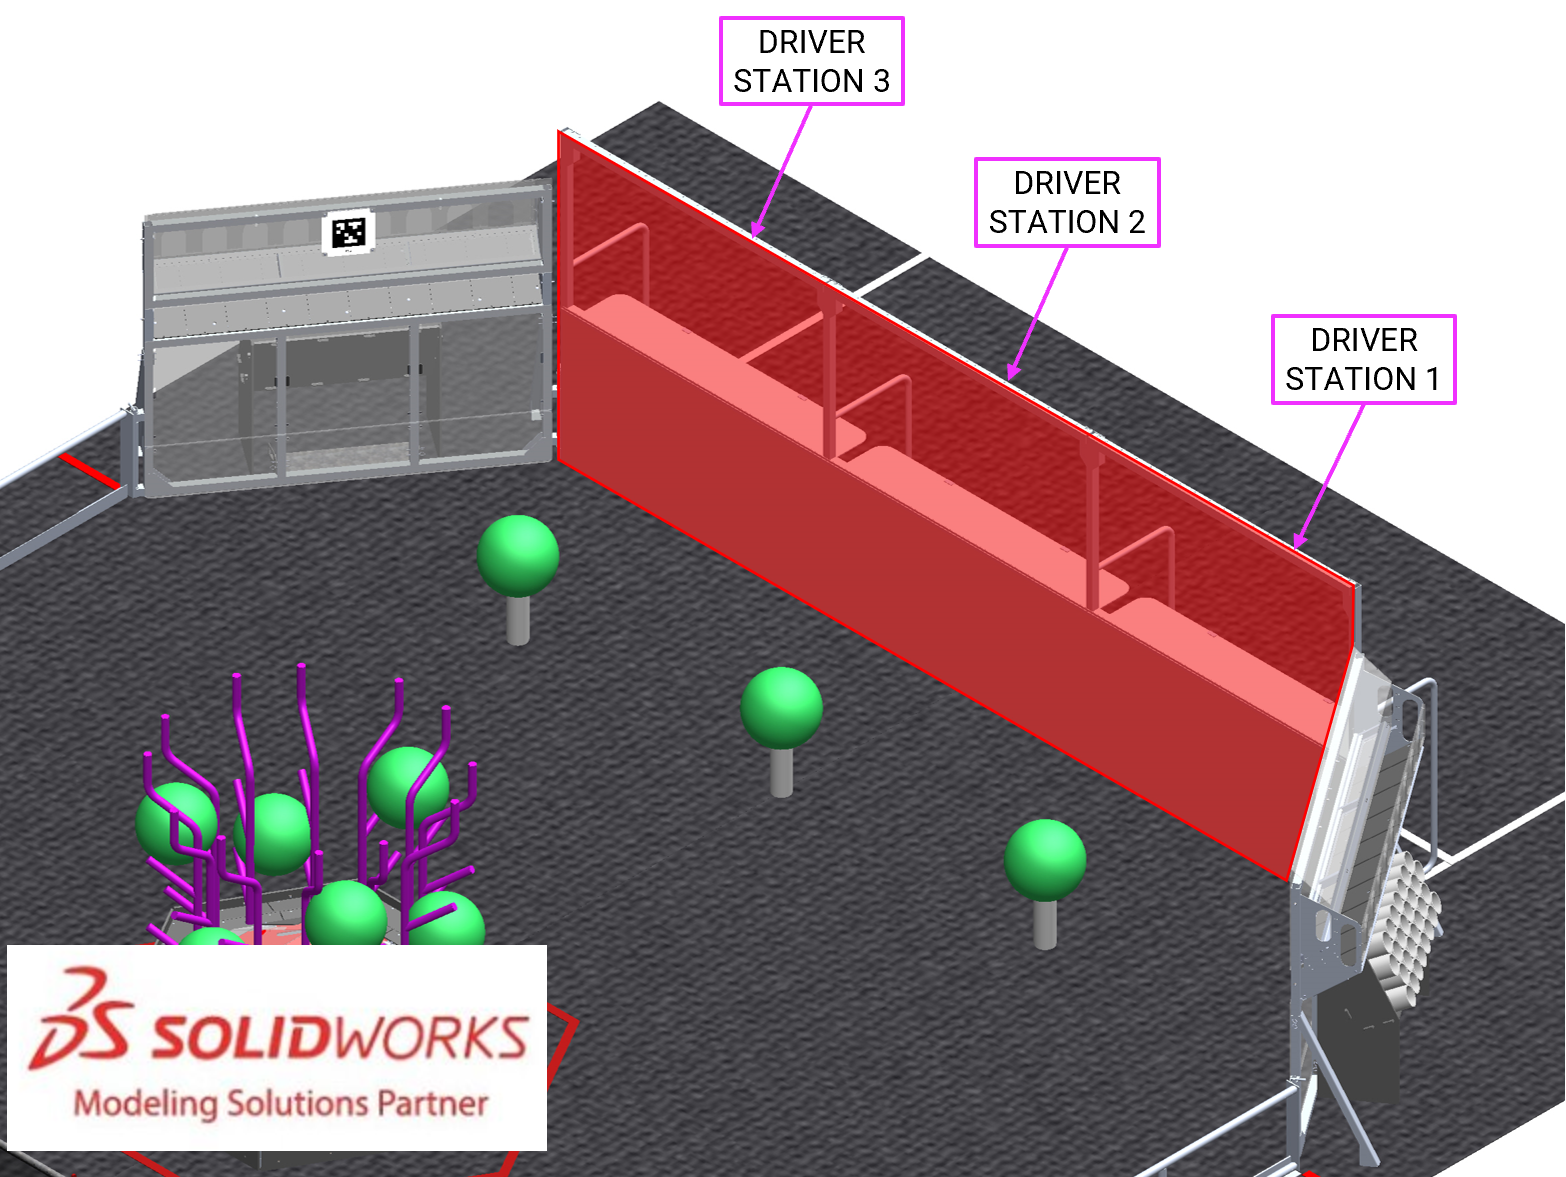 DRIVER
STATION 3
DRIVER
STATION 2
DRIVER
STATION 1
SOLIDWORKS
Modeling Solutions Partner